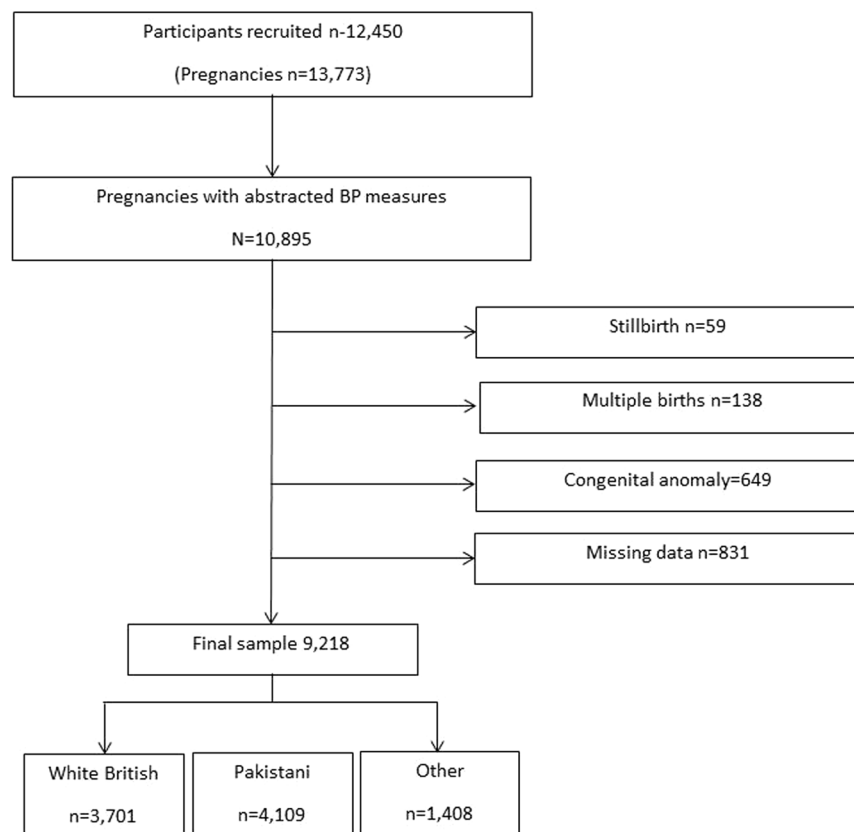 Participants recruited n-12,450
(Pregnancies n=13,773)
Pregnancies with abstracted BP measures
N=10,895
Stillbirth n=59
Multiple births n=138
Congenital anomaly=649
Missing data n=831
Final sample 9,218
White British
n=3,701
Pakistani
n=4,109
Other
n=1,408